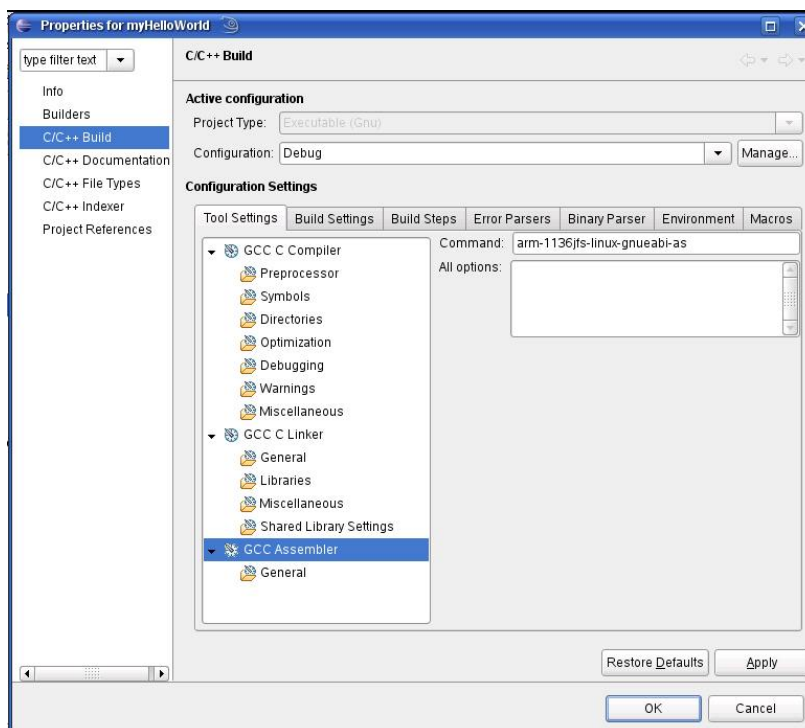 Properties for myHelloWorld
type filter text
Info
Builders
C/C++ Build
C/C++ Documentation
C/C++ File Types
C/C++ Indexer
Project References
C/C++ Build
Active configuration
Project Type: Executable (Gnu)
Configuration: Debug
Manage...
Configuration Settings
Tool Settings Build Settings Build Steps Error Parsers Binary Parser Environment Macros
GCC C Compiler
Preprocessor
Symbols
Directories
Optimization
Debugging
Warnings
Miscellaneous
GCC C Linker
General
Libraries
Miscellaneous
Shared Library Settings
GCC Assembler
General
Command: arm-1136jfs-linux-gnueabi-as
All options:
Restore Defaults Apply
OK Cancel